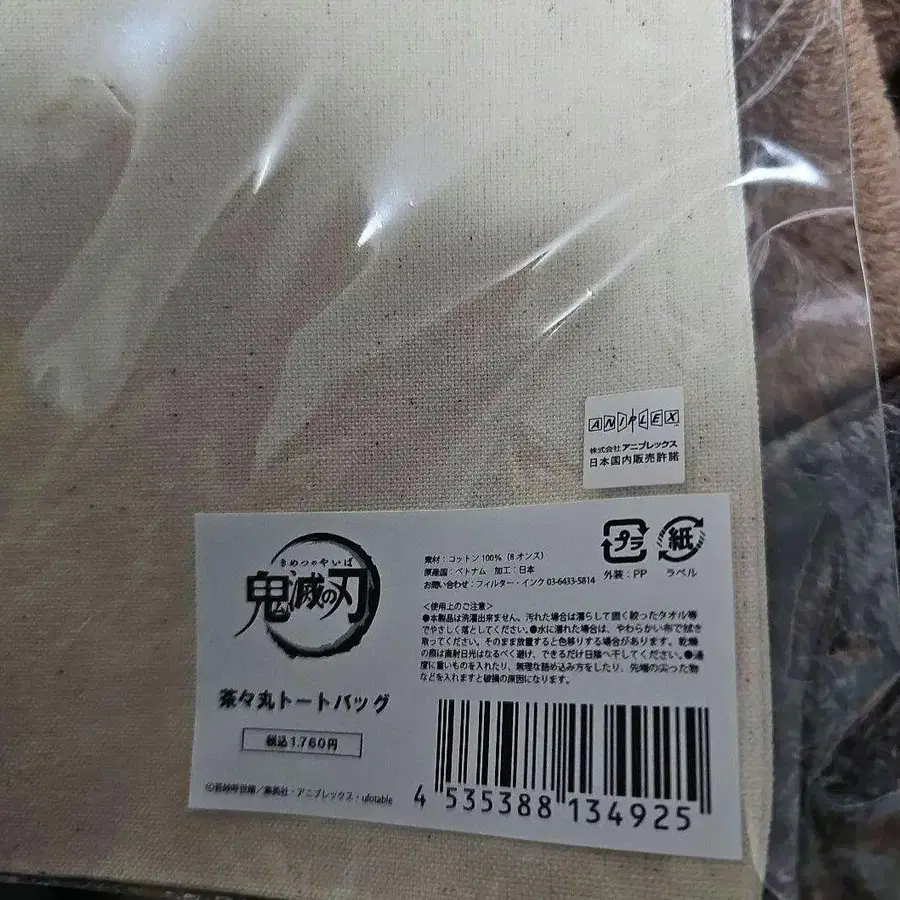 ANIPLEX
株式会社アニプレックス
日本国内販売許諾
きめつのやいば
鬼滅の刃
茶々丸トートバッグ
税込1,760円
©吾峠呼世晴/集英社・アニプレックス・ufotable
素材:コットン100%(8オンス)
原産国:ベトナム 加工:日本
お問い合わせ:フィルター・インク 03-6433-5814
プラ
外装:PP
紙
ラベル
<使用上のご注意>
●本製品は洗濯出来ません。汚れた場合は濡らして固く絞ったタオル等
でやさしく落としてください。●水に濡れた場合は、やわらかい布で拭き
取ってください。そのまま放置すると色移りする場合があります。乾燥
の際は直射日光はなるべく避け、できるだけ日陰へ干してください。●過
度に重いものを入れたり、無理な詰め込み方をしたり、先端の尖った物
などを入れますと破損の原因になります。
4 535388 134925